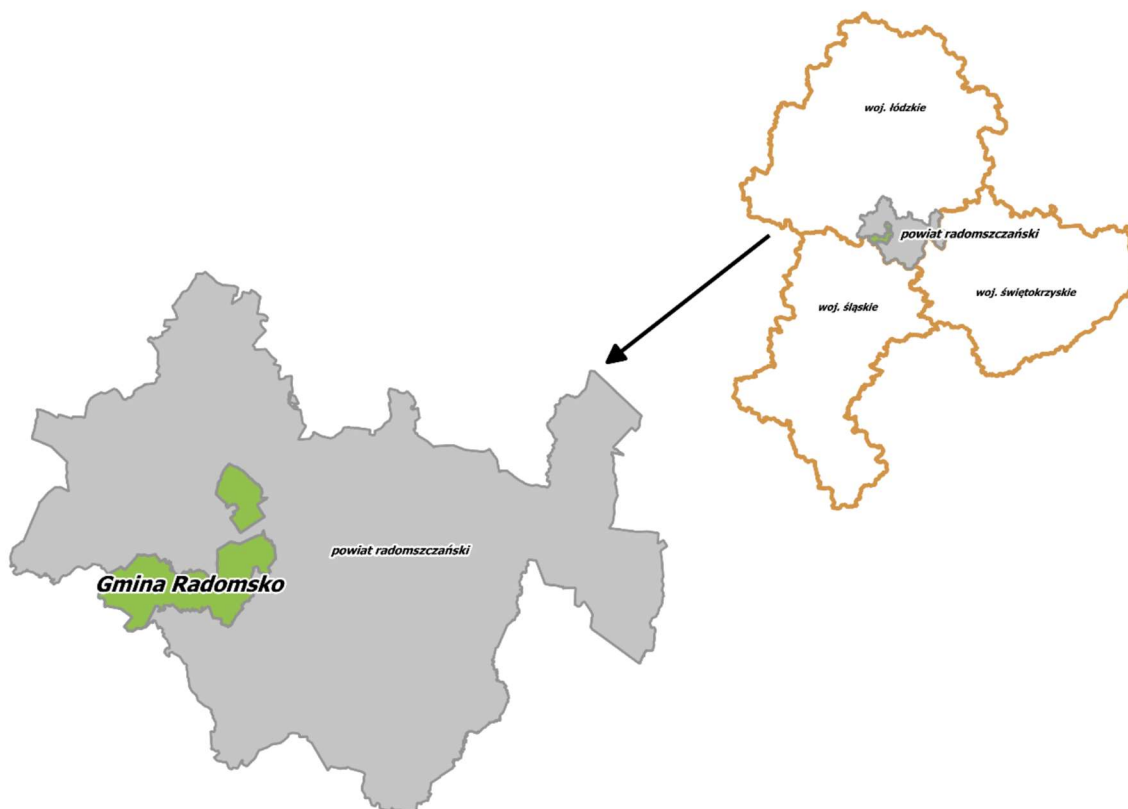 woj. łódzkie
powiat radomszczański
woj. śląskie
woj. świętokrzyskie
powiat radomszczański
Gmina Radomsko